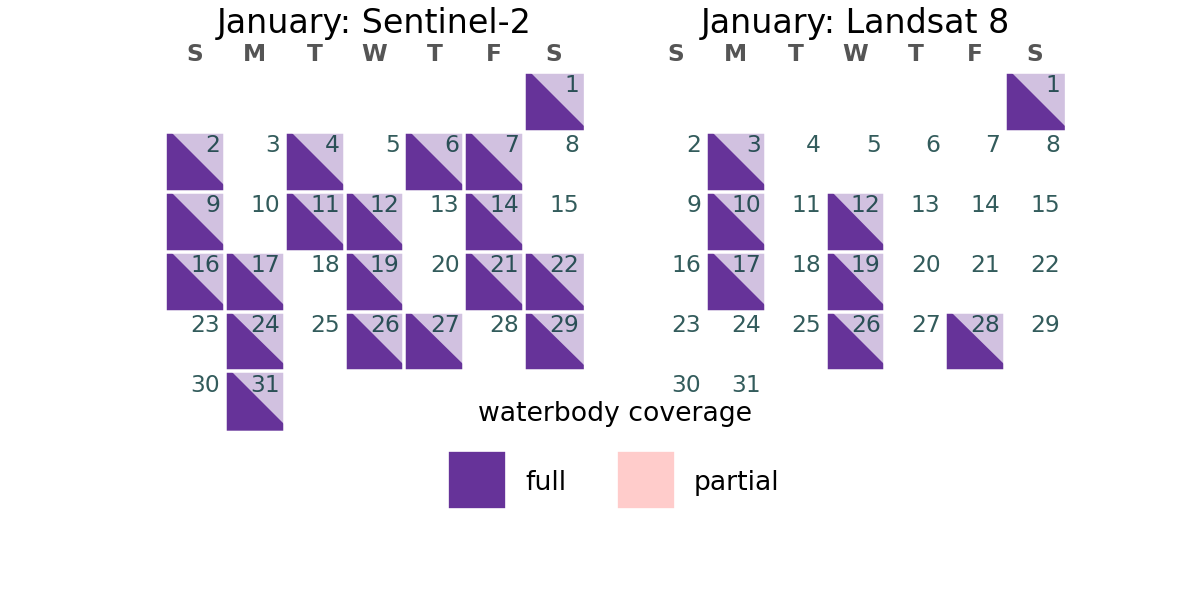 January: Sentinel-2
S M T W T F S
1
2 3 4 5 6 7 8
9 10 11 12 13 14 15
16 17 18 19 20 21 22
23 24 25 26 27 28 29
30 31
January: Landsat 8
S M T W T F S
1
2 3 4 5 6 7 8
9 10 11 12 13 14 15
16 17 18 19 20 21 22
23 24 25 26 27 28 29
30 31
waterbody coverage
full partial